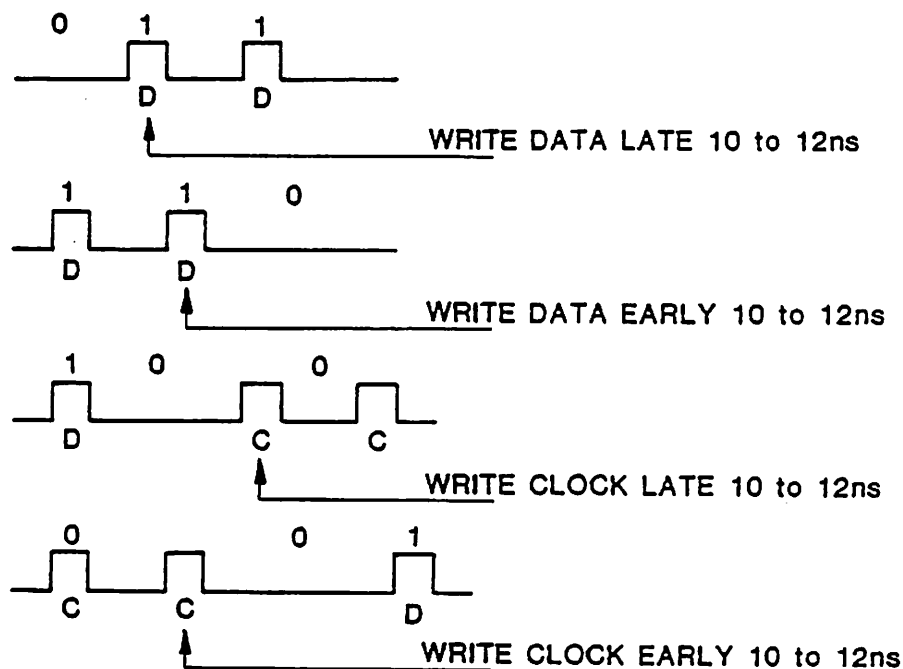 0 1 1
D D
WRITE DATA LATE 10 to 12ns
1 1 0
D D
WRITE DATA EARLY 10 to 12ns
1 0 0
D C C
WRITE CLOCK LATE 10 to 12ns
0 0 1
C C D
WRITE CLOCK EARLY 10 to 12ns